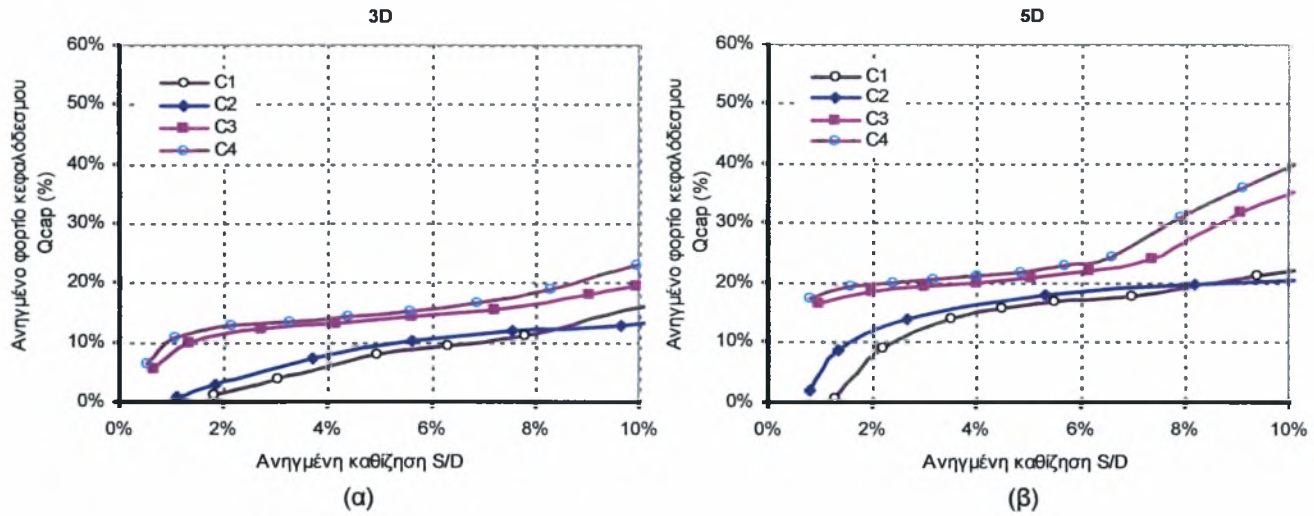 3D
60%
50%
40%
30%
20%
10%
0%
Ανηγμένο φορτίο κεφαλόδεσμου
Qcap (%)
C1
C2
C3
C4
0% 2% 4% 6% 8% 10%
Ανηγμένη καθίζηση S/D
(α)
5D
60%
50%
40%
30%
20%
10%
0%
Ανηγμένο φορτίο κεφαλόδεσμου
Qcap (%)
C1
C2
C3
C4
0% 2% 4% 6% 8% 10%
Ανηγμένη καθίζηση S/D
(β)